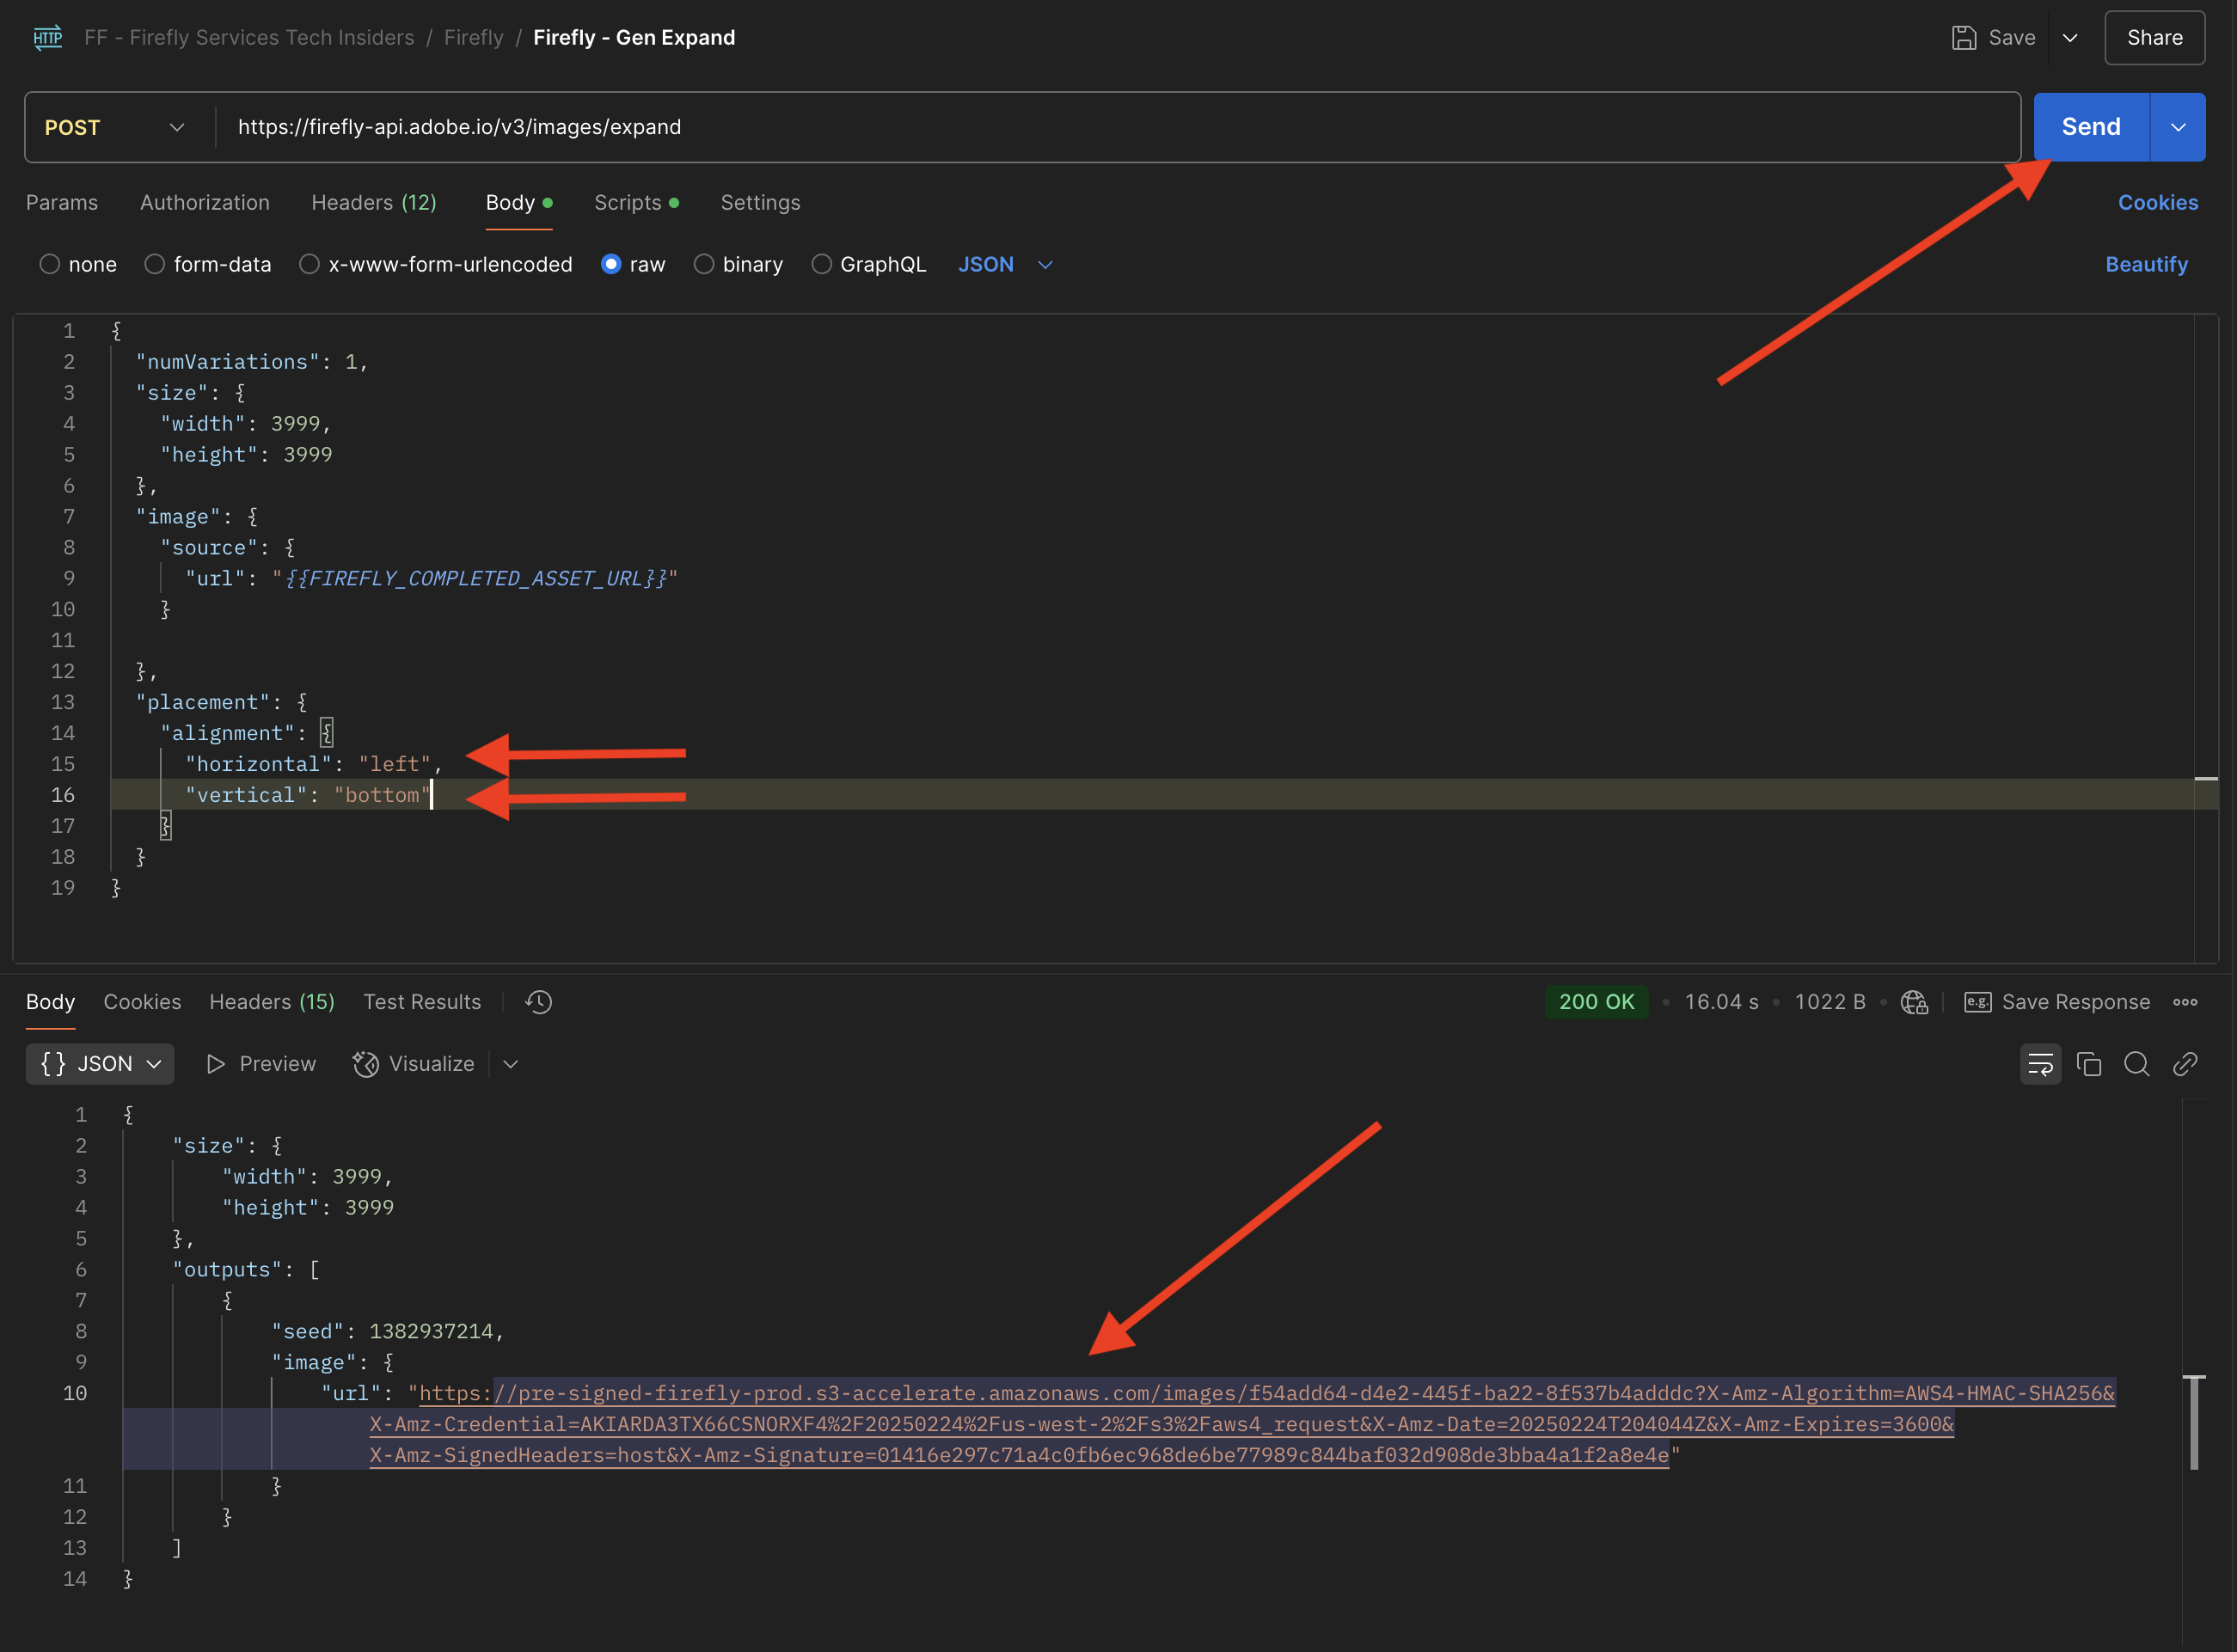 HTTP FF - Firefly Services Tech Insiders / Firefly / Firefly - Gen Expand Save Share
POST https://firefly-api.adobe.io/v3/images/expand Send
Params Authorization Headers (12) Body Scripts Settings Cookies
none form-data x-www-form-urlencoded raw binary GraphQL JSON Beautify
1 {
2 "numVariations": 1,
3 "size": {
4 "width": 3999,
5 "height": 3999
6 },
7 "image": {
8 "source": {
9 "url": "{{FIREFLY_COMPLETED_ASSET_URL}}"
10 }
11
12 },
13 "placement": {
14 "alignment": {
15 "horizontal": "left",
16 "vertical": "bottom"
17 }
18 }
19 }
Body Cookies Headers (15) Test Results 200 OK • 16.04 s • 1022 B • e.g. Save Response
{} JSON Preview Visualize
1 {
2 "size": {
3 "width": 3999,
4 "height": 3999
5 },
6 "outputs": [
7 {
8 "seed": 1382937214,
9 "image": {
10 "url": "https://pre-signed-firefly-prod.s3-accelerate.amazonaws.com/images/f54add64-d4e2-445f-ba22-8f537b4adddc?X-Amz-Algorithm=AWS4-HMAC-SHA256&
X-Amz-Credential=AKIARDA3TX66CSNORXF4%2F20250224%2Fus-west-2%2Fs3%2Faws4_request&X-Amz-Date=20250224T204044Z&X-Amz-Expires=3600&
X-Amz-SignedHeaders=host&X-Amz-Signature=01416e297c71a4c0fb6ec968de6be77989c844baf032d908de3bba4a1f2a8e4e"
11 }
12 }
13 ]
14 }